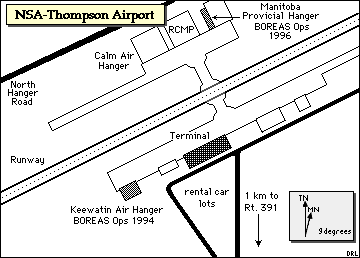 NSA-Thompson Airport
Manitoba
Provicial Hanger
BOREAS Ops
1996
RCMP
Calm Air
Hanger
North
Hanger
Road
Runway
Terminal
Keewatin Air Hanger
BOREAS Ops 1994
rental car
lots
1 km to
Rt. 391
TN
MN
9 degrees
DRL